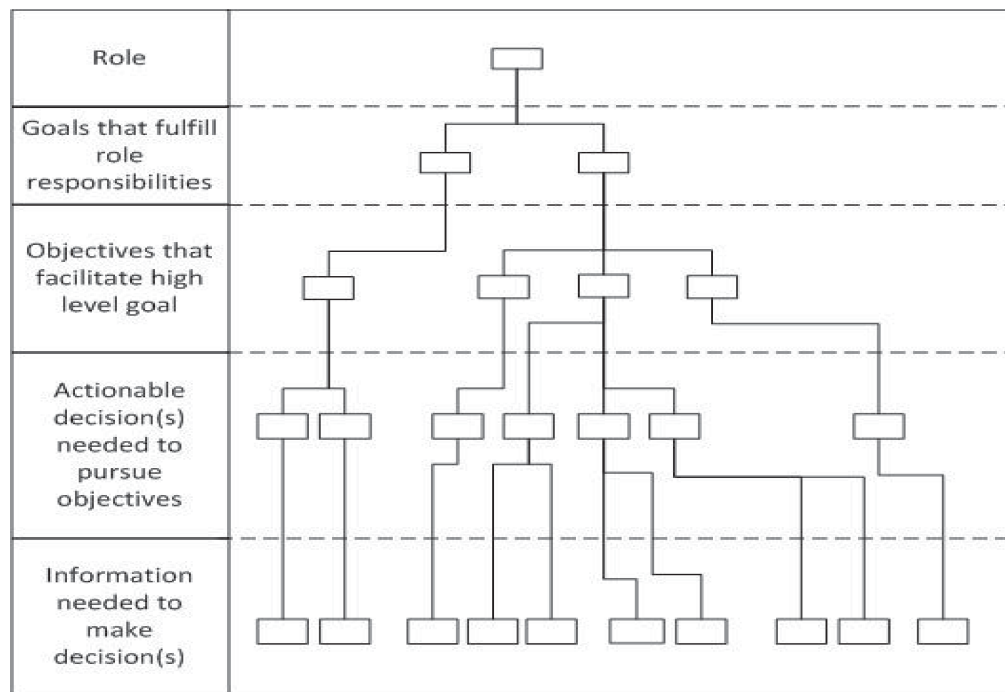 Role
Goals that fulfill
role
responsibilities
Objectives that
facilitate high
level goal
Actionable
decision(s)
needed to
pursue
objectives
Information
needed to
make
decision(s)